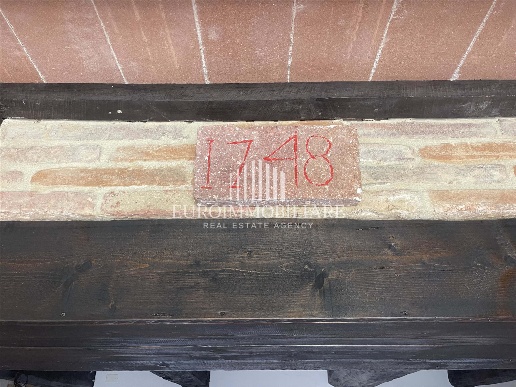 1748
EUROIMMOBILIARE
REAL ESTATE AGENCY